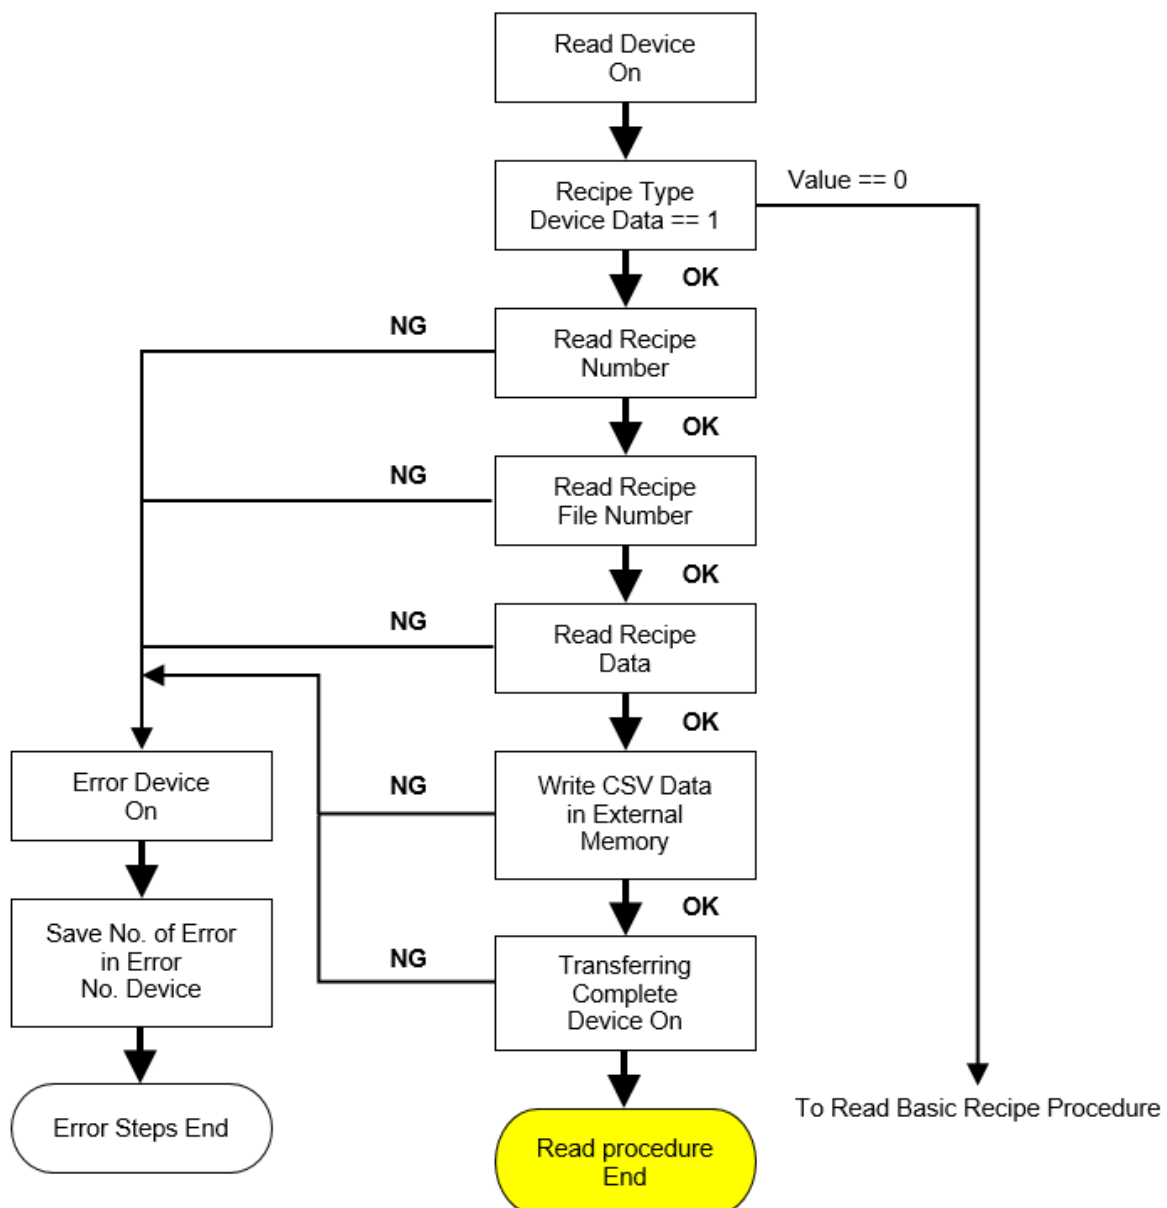 Read Device
On
Recipe Type
Device Data == 1
Value == 0
OK
NG
Read Recipe
Number
OK
NG
Read Recipe
File Number
OK
NG
Read Recipe
Data
OK
Error Device
On
NG
Write CSV Data
in External
Memory
OK
Save No. of Error
in Error
No. Device
NG
Transferring
Complete
Device On
Error Steps End
Read procedure
End
To Read Basic Recipe Procedure